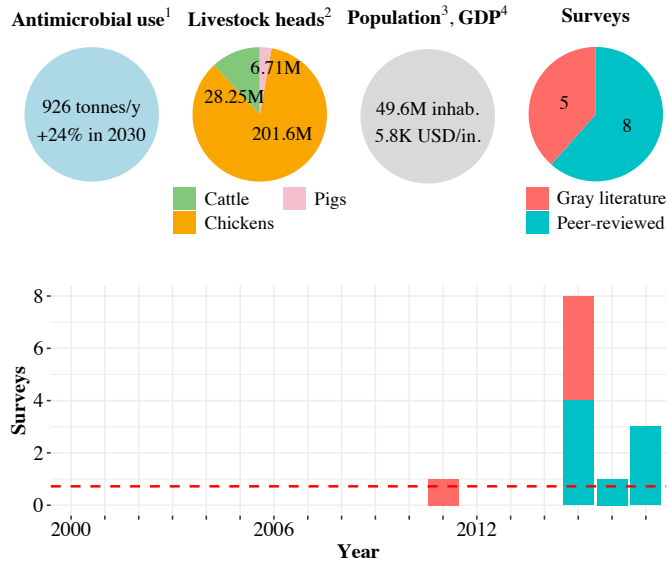 Antimicrobial use¹
Livestock heads²
Population³, GDP⁴
Surveys
926 tonnes/y
+24% in 2030
6.71M
28.25M
201.6M
49.6M inhab.
5.8K USD/in.
5
8
Cattle
Pigs
Chickens
Gray literature
Peer-reviewed
Surveys
8
6
4
2
0
2000
2006
2012
Year